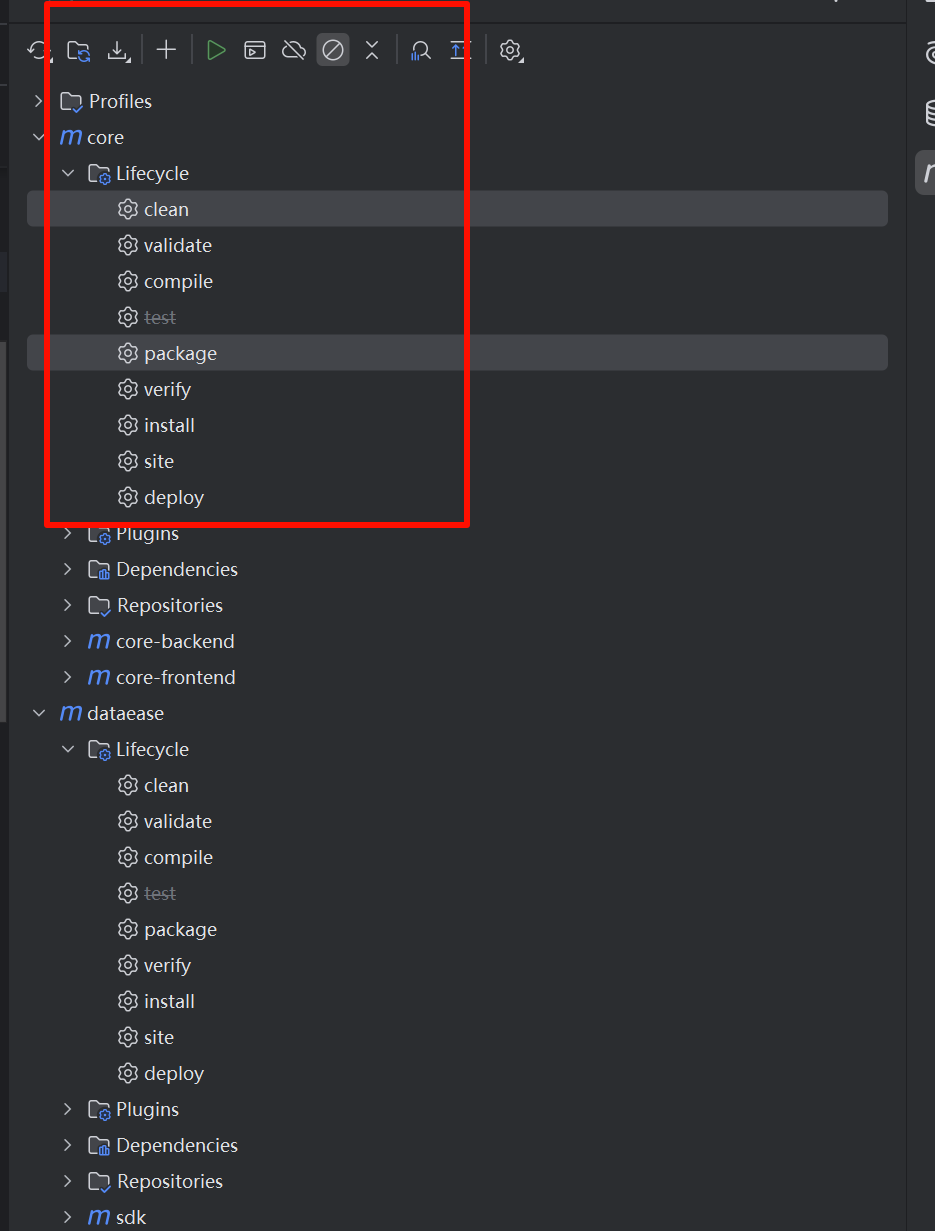 Profiles
m core
Lifecycle
clean
validate
compile
test
package
verify
install
site
deploy
Plugins
Dependencies
Repositories
m core-backend
m core-frontend
m dataease
Lifecycle
clean
validate
compile
test
package
verify
install
site
deploy
Plugins
Dependencies
Repositories
m sdk